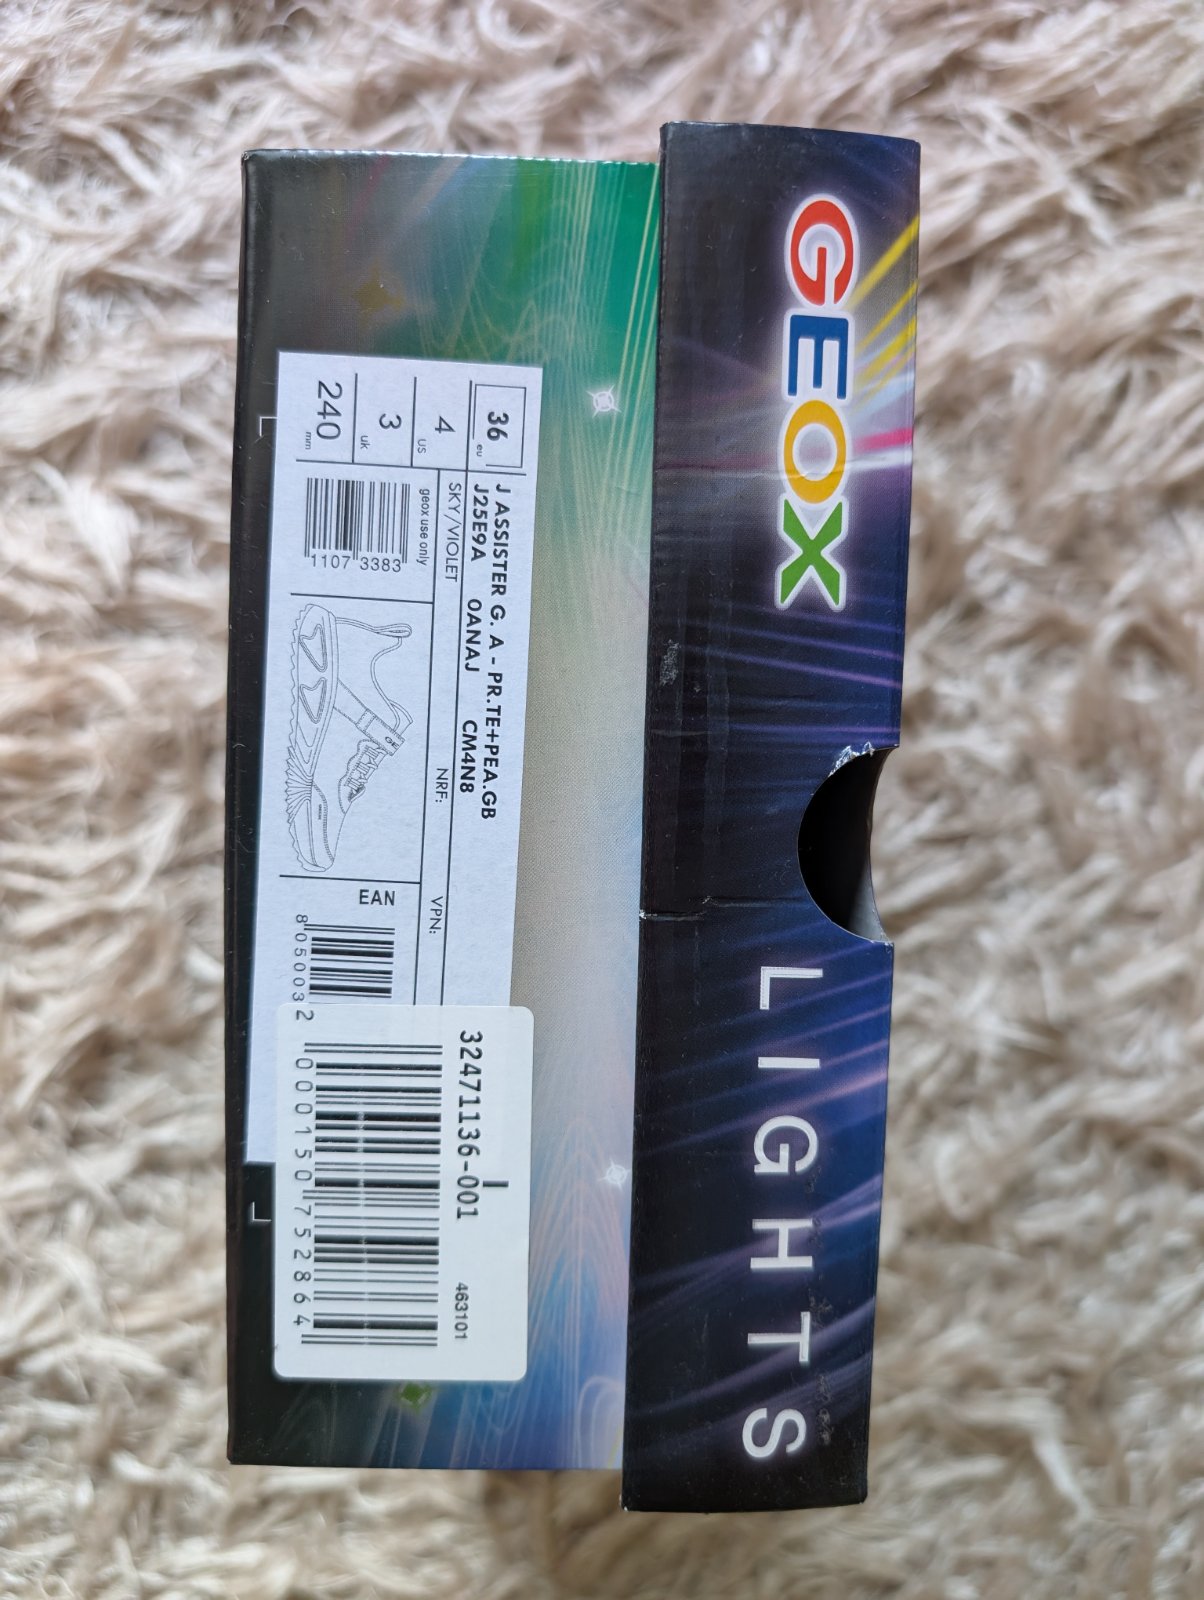 GEOX
LIGHTS
36 eu
4 US
3 uk
240 mm
J ASSISTER G. A - PR.TE+PEA.GB
J25E9A 0ANAJ CM4N8
SKY/VIOLET NRF: VPN:
geox use only
1107 3383
EAN
8 050032
32471136-001
463101
000150752864